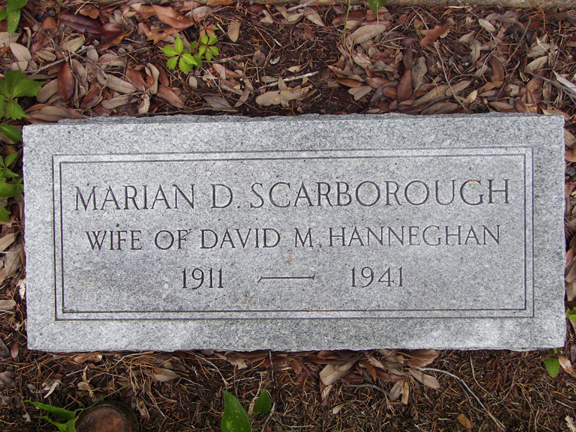 MARIAN D. SCARBOROUGH
WIFE OF DAVID M. HANNEGHAN
1911 — 1941